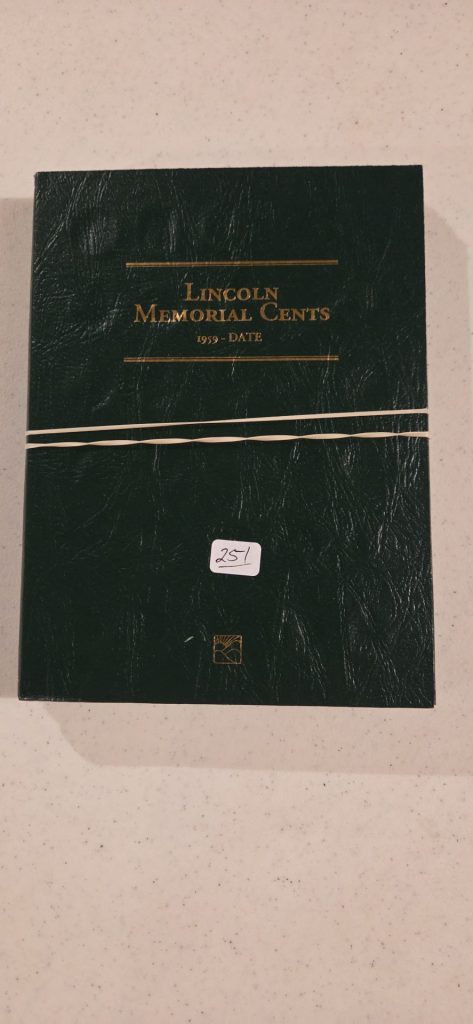 LINCOLN
MEMORIAL CENTS
1959 - DATE
251